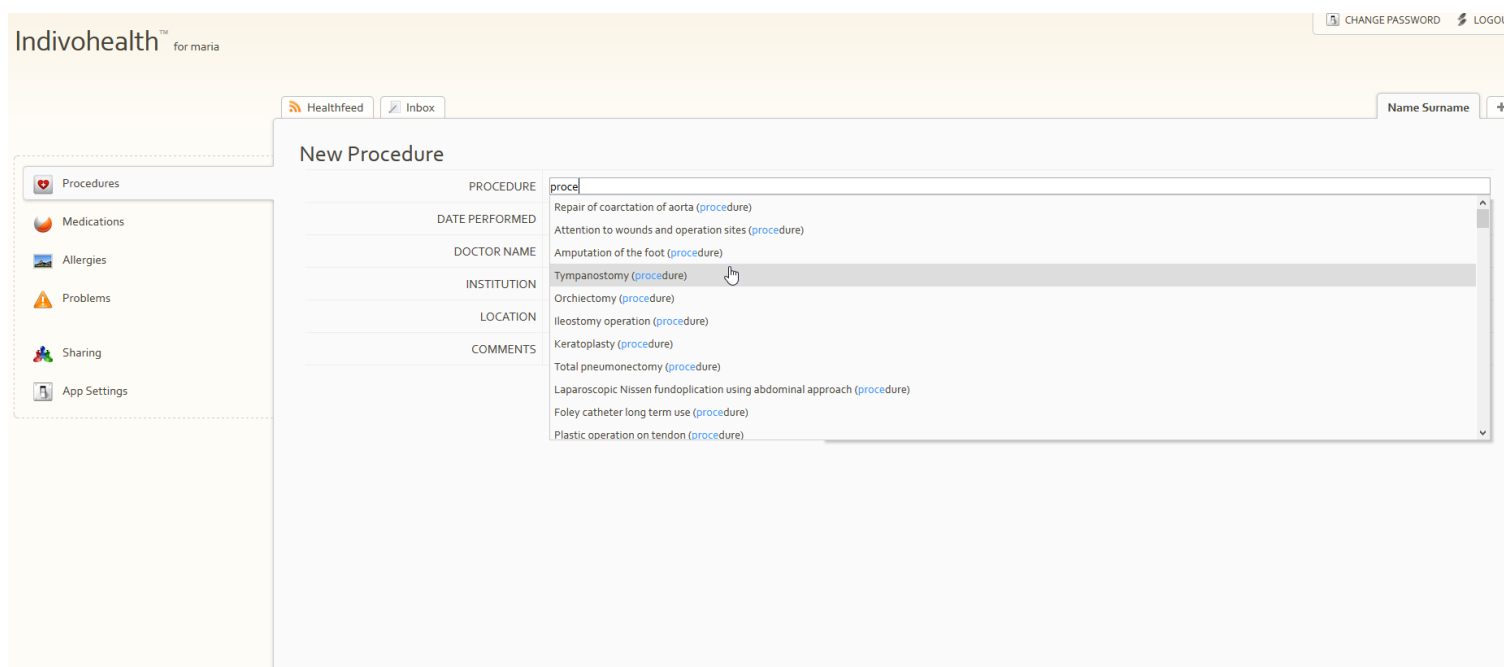 CHANGE PASSWORD LOGOU
Indivohealth™ for maria
Healthfeed Inbox Name Surname +
New Procedure
Procedures
Medications
Allergies
Problems
Sharing
App Settings
PROCEDURE proce
DATE PERFORMED
DOCTOR NAME
INSTITUTION
LOCATION
COMMENTS
Repair of coarctation of aorta (procedure)
Attention to wounds and operation sites (procedure)
Amputation of the foot (procedure)
Tympanostomy (procedure)
Orchiectomy (procedure)
Ileostomy operation (procedure)
Keratoplasty (procedure)
Total pneumonectomy (procedure)
Laparoscopic Nissen fundoplication using abdominal approach (procedure)
Foley catheter long term use (procedure)
Plastic operation on tendon (procedure)